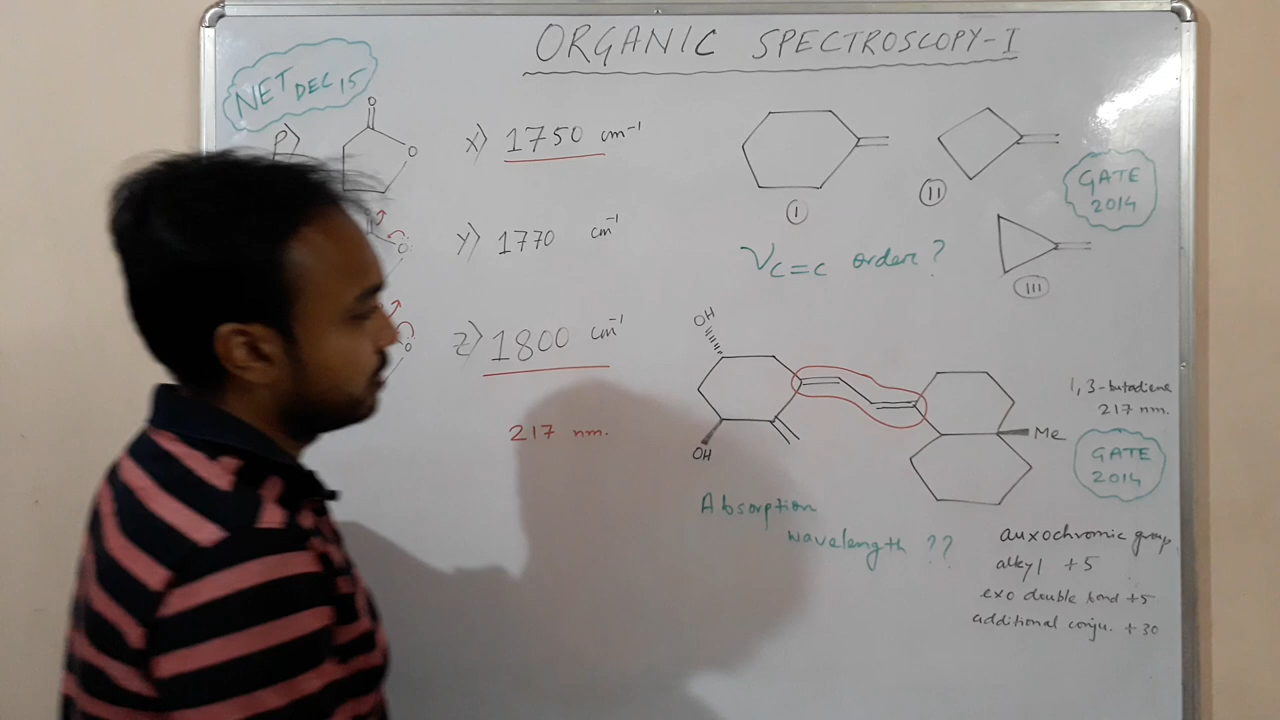 ORGANIC SPECTROSCOPY-I
NET DEC 15
P)
O
O
X) 1750 cm⁻¹
O
Y) 1770 cm⁻¹
O
Z) 1800 cm⁻¹
217 nm.
I
II
GATE
2014
III
νC=C order?
OH
OH
Me
1,3-butadiene
217 nm.
GATE
2014
Absorption
wavelength ??
auxochromic group
alkyl +5
exo double bond +5
additional conju. +30